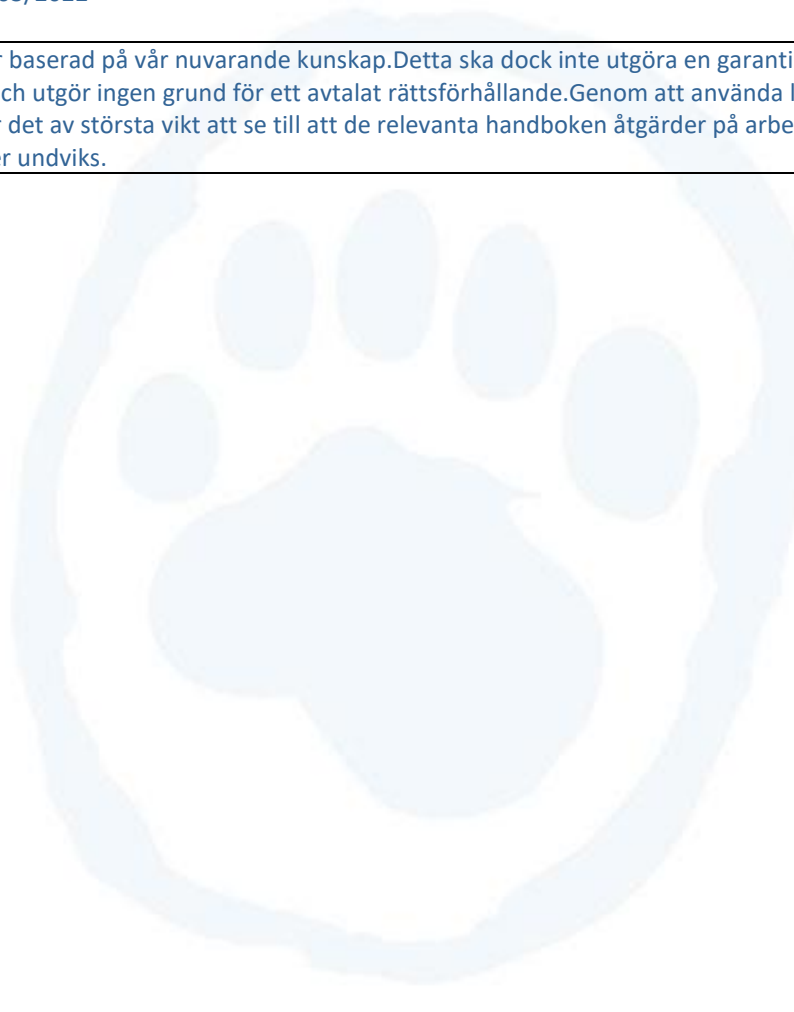 baserad på vår nuvarande kunskap.Detta ska dock inte utgöra en garanti
ch utgör ingen grund för ett avtalat rättsförhållande.Genom att använda
det av största vikt att se till att de relevanta handboken åtgärder på arbe
er undviks.